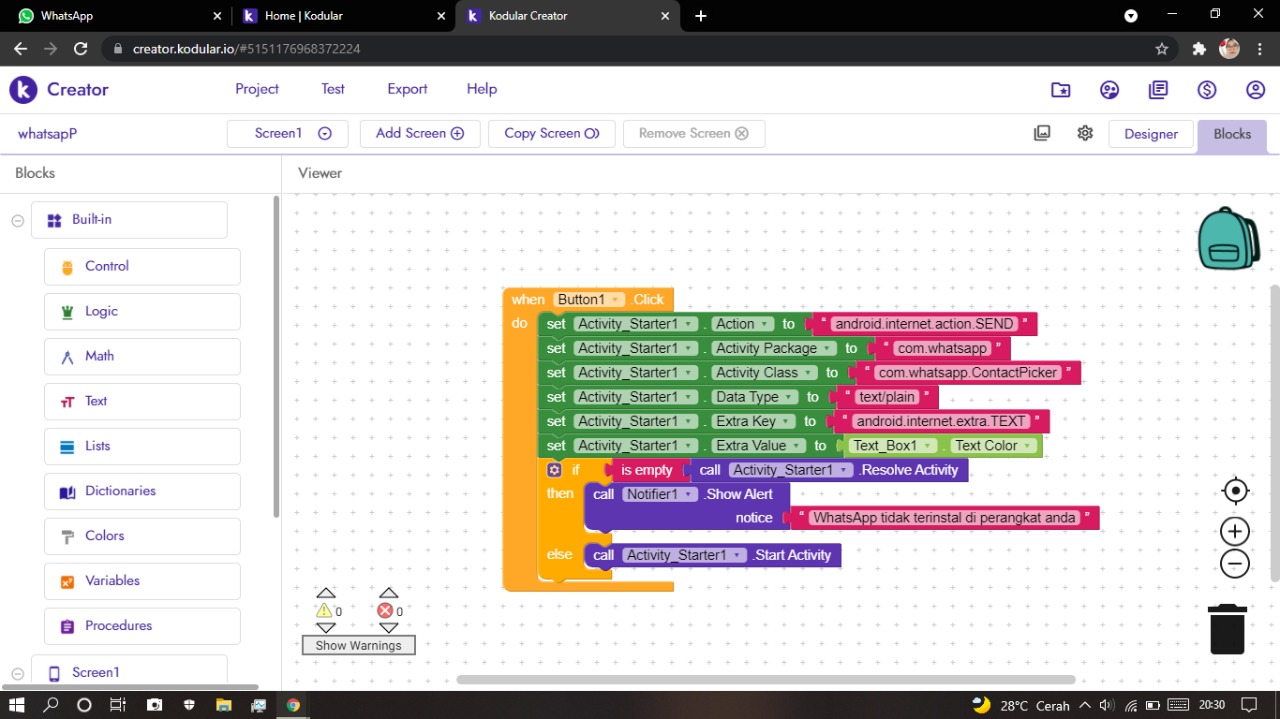 WhatsApp
Home | Kodular
Kodular Creator
creator.kodular.io/#5151176968372224
Creator
Project
Test
Export
Help
whatsapP
Screen1
Add Screen
Copy Screen
Remove Screen
Designer
Blocks
Blocks
Viewer
Built-in
Control
Logic
Math
Text
Lists
Dictionaries
Colors
Variables
Procedures
Screen1
when Button1 .Click
do set Activity_Starter1 . Action to " android.internet.action.SEND "
set Activity_Starter1 . Activity Package to " com.whatsapp "
set Activity_Starter1 . Activity Class to " com.whatsapp.ContactPicker "
set Activity_Starter1 . Data Type to " text/plain "
set Activity_Starter1 . Extra Key to " android.internet.extra.TEXT "
set Activity_Starter1 . Extra Value to Text_Box1 . Text Color
if is empty call Activity_Starter1 .Resolve Activity
then call Notifier1 .Show Alert
notice " WhatsApp tidak terinstal di perangkat anda "
else call Activity_Starter1 .Start Activity
0 0
Show Warnings
28°C Cerah
20:30